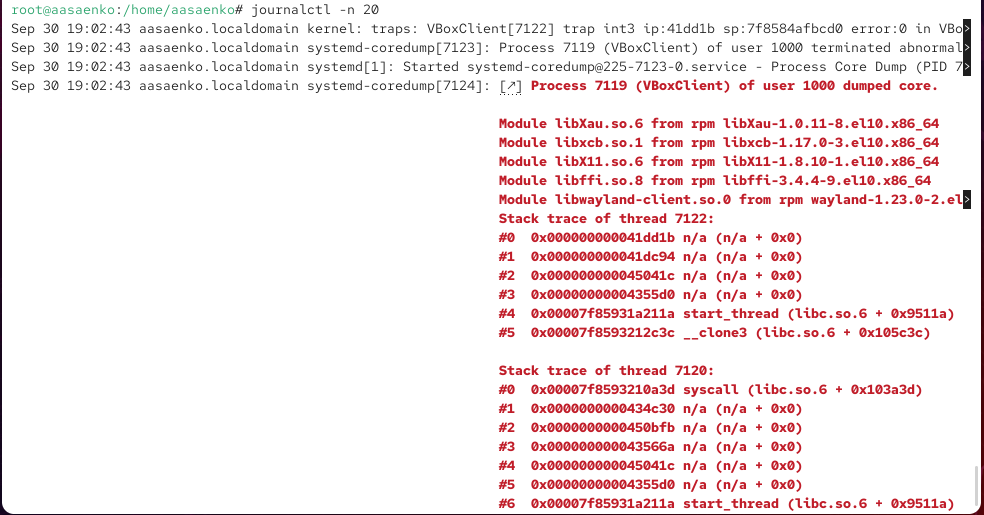 root@aasaenko:/home/aasaenko# journalctl -n 20
Sep 30 19:02:43 aasaenko.localdomain kernel: traps: VBoxClient[7122] trap int3 ip:41dd1b sp:7f8584afbcd0 error:0 in VBo>
Sep 30 19:02:43 aasaenko.localdomain systemd-coredump[7123]: Process 7119 (VBoxClient) of user 1000 terminated abnormal>
Sep 30 19:02:43 aasaenko.localdomain systemd[1]: Started systemd-coredump@225-7123-0.service - Process Core Dump (PID 7>
Sep 30 19:02:43 aasaenko.localdomain systemd-coredump[7124]: [↗] Process 7119 (VBoxClient) of user 1000 dumped core.
Module libXau.so.6 from rpm libXau-1.0.11-8.el10.x86_64
Module libxcb.so.1 from rpm libxcb-1.17.0-3.el10.x86_64
Module libX11.so.6 from rpm libX11-1.8.10-1.el10.x86_64
Module libffi.so.8 from rpm libffi-3.4.4-9.el10.x86_64
Module libwayland-client.so.0 from rpm wayland-1.23.0-2.el>
Stack trace of thread 7122:
#0  0x000000000041dd1b n/a (n/a + 0x0)
#1  0x000000000041dc94 n/a (n/a + 0x0)
#2  0x000000000045041c n/a (n/a + 0x0)
#3  0x00000000004355d0 n/a (n/a + 0x0)
#4  0x00007f85931a211a start_thread (libc.so.6 + 0x9511a)
#5  0x00007f8593212c3c __clone3 (libc.so.6 + 0x105c3c)
Stack trace of thread 7120:
#0  0x00007f8593210a3d syscall (libc.so.6 + 0x103a3d)
#1  0x0000000000434c30 n/a (n/a + 0x0)
#2  0x0000000000450bfb n/a (n/a + 0x0)
#3  0x000000000043566a n/a (n/a + 0x0)
#4  0x000000000045041c n/a (n/a + 0x0)
#5  0x00000000004355d0 n/a (n/a + 0x0)
#6  0x00007f85931a211a start_thread (libc.so.6 + 0x9511a)